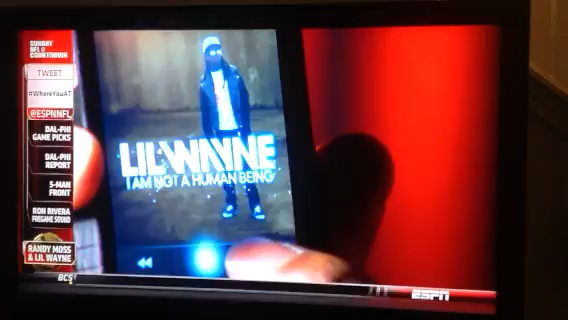 SUNDAY
NFL
COUNTDOWN
TWEET
#WhereYouAT
@ESPNNFL
DAL-PHI
GAME PICKS
DAL-PHI
REPORT
5-MAN
FRONT
RON RIVERA
PREGAME SOUND
RANDY MOSS
& LIL WAYNE
LIL WAYNE
I AM NOT A HUMAN BEING
BCS
ESPN